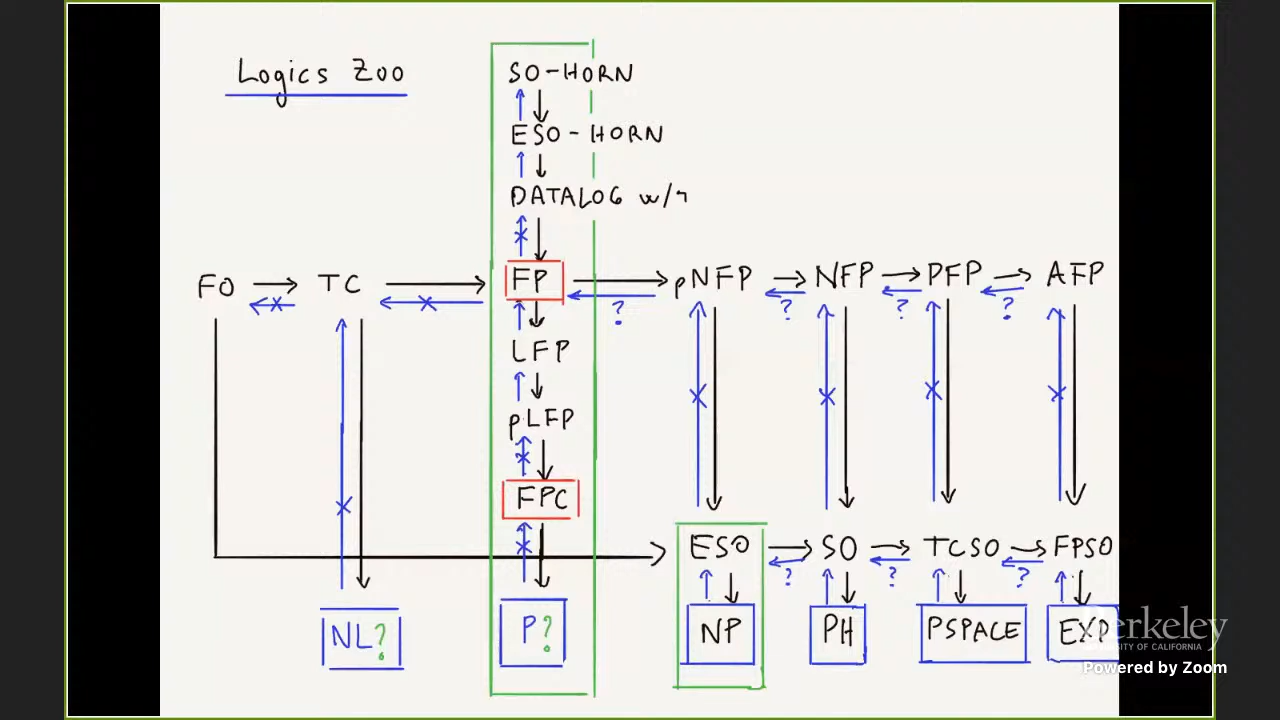 Logics Zoo
SO-HORN
ESO-HORN
DATALOG w/¬
FO TC FP pNFP NFP PFP AFP
? ? ? ?
LFP
pLFP
FPC
ESO SO TCSO FPSO
? ? ?
NL? P? NP PH PSPACE EXP
Berkeley
UNIVERSITY OF CALIFORNIA
Powered by Zoom